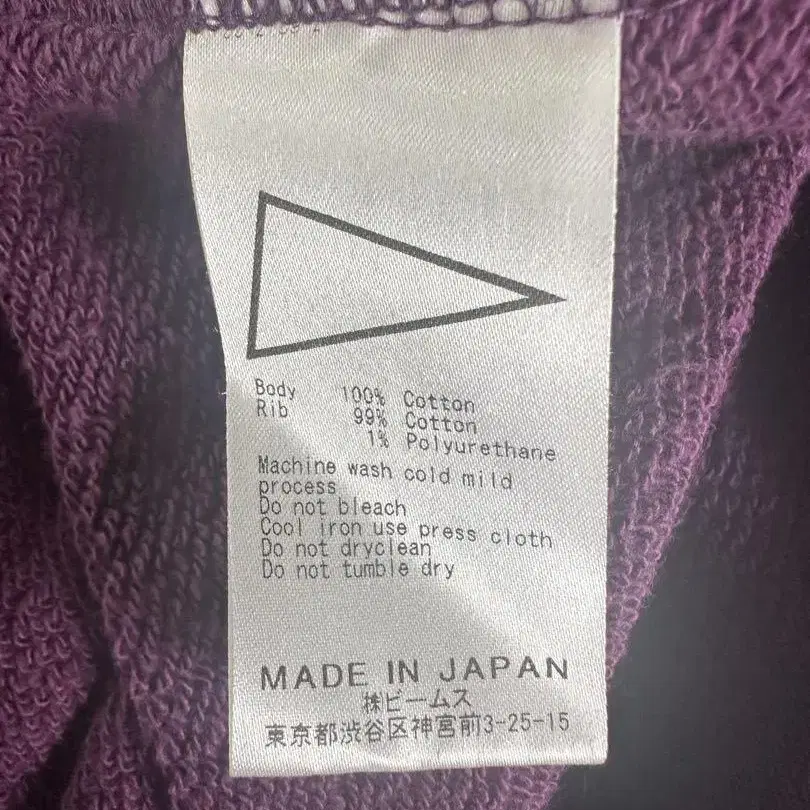 Body 100% Cotton
Rib 99% Cotton
1% Polyurethane
Machine wash cold mild
process
Do not bleach
Cool iron use press cloth
Do not dryclean
Do not tumble dry
MADE IN JAPAN
㈱ビームス
東京都渋谷区神宮前3-25-15